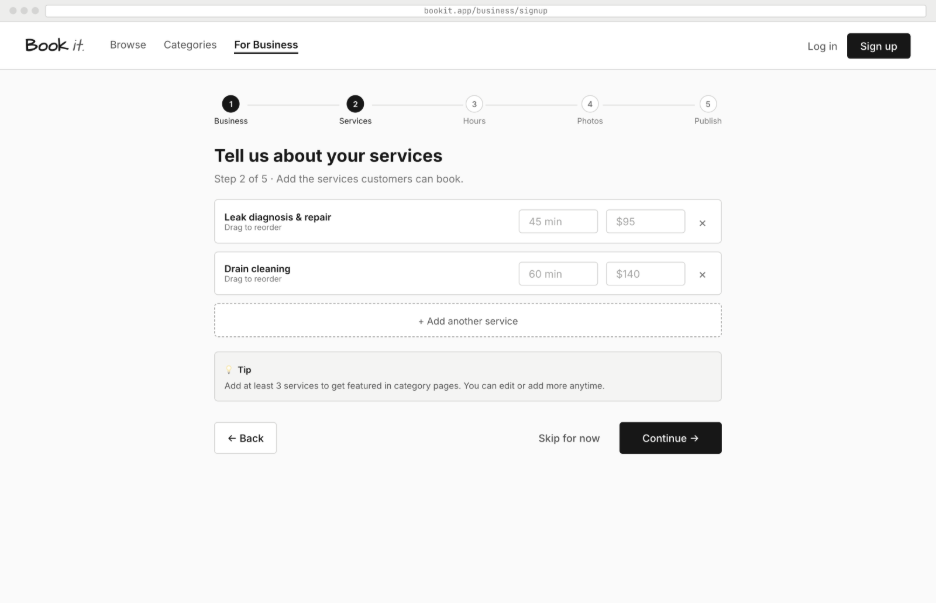 bookit.app/business/signup
Book it.
Browse
Categories
For Business
Log in
Sign up
1
2
3
4
5
Business
Services
Hours
Photos
Publish
Tell us about your services
Step 2 of 5 · Add the services customers can book.
Leak diagnosis & repair
Drag to reorder
45 min
$95
×
Drain cleaning
Drag to reorder
60 min
$140
×
+ Add another service
💡 Tip
Add at least 3 services to get featured in category pages. You can edit or add more anytime.
← Back
Skip for now
Continue →